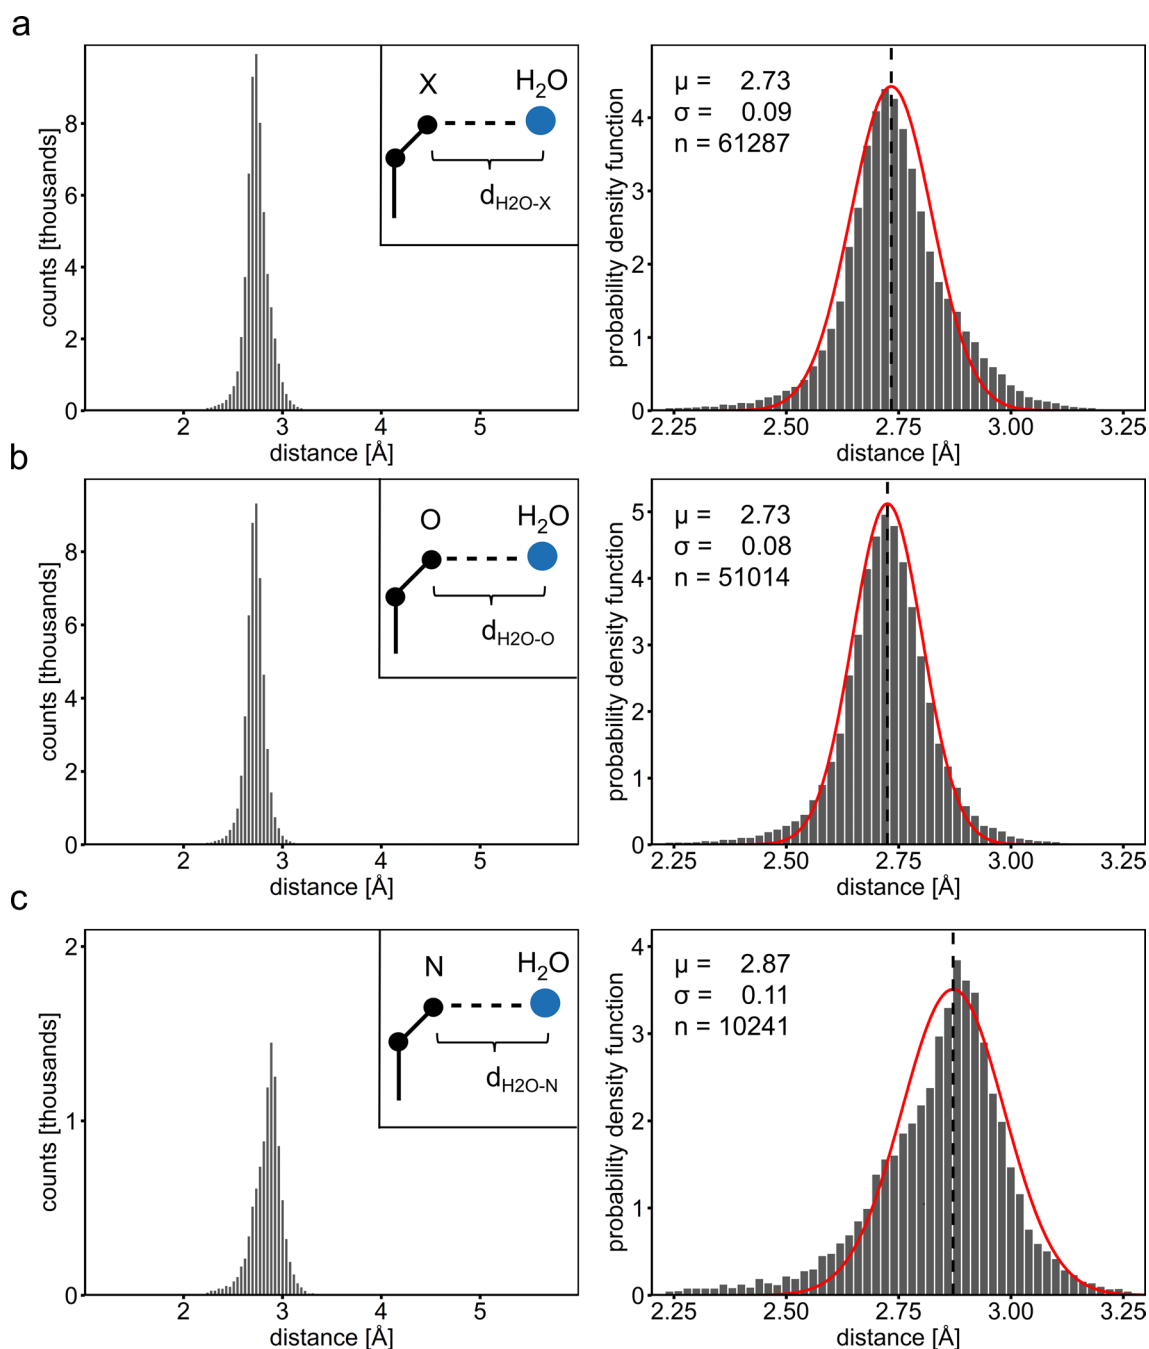 a
counts [thousands]
8
6
4
2
0
2 3 4 5
distance [Å]
X H₂O
d_H2O-X
probability density function
4
3
2
1
0
2.25 2.50 2.75 3.00 3.25
distance [Å]
μ = 2.73
σ = 0.09
n = 61287
b
counts [thousands]
8
6
4
2
0
2 3 4 5
distance [Å]
O H₂O
d_H2O-O
probability density function
5
4
3
2
1
0
2.25 2.50 2.75 3.00 3.25
distance [Å]
μ = 2.73
σ = 0.08
n = 51014
c
counts [thousands]
2
1
0
2 3 4 5
distance [Å]
N H₂O
d_H2O-N
probability density function
4
3
2
1
0
2.25 2.50 2.75 3.00 3.25
distance [Å]
μ = 2.87
σ = 0.11
n = 10241